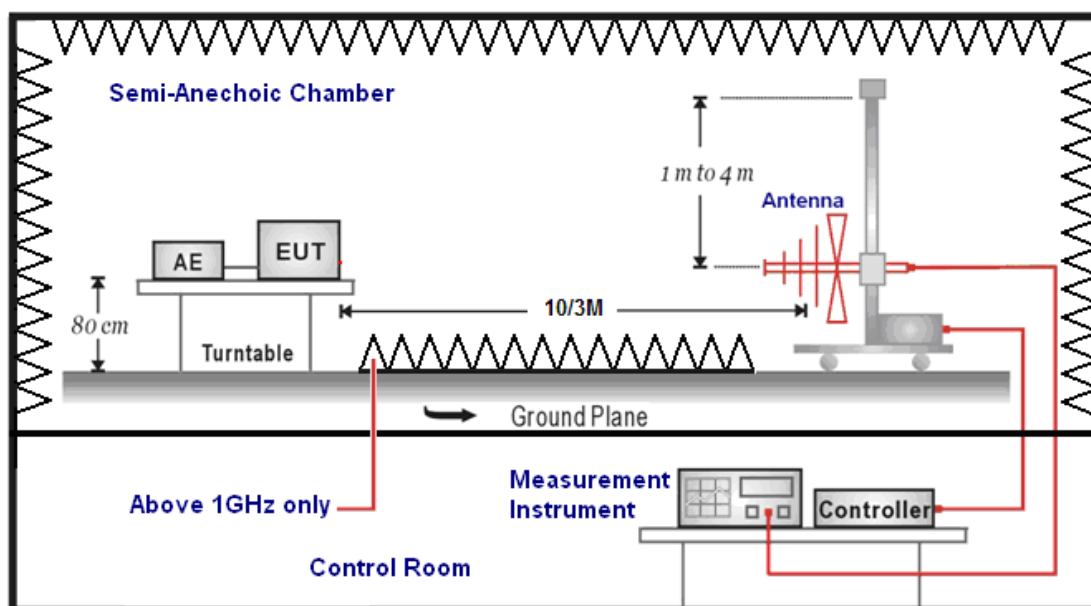 Semi-Anechoic Chamber
1 m to 4 m
Antenna
AE
EUT
80 cm
10/3M
Turntable
Ground Plane
Above 1GHz only
Measurement
Instrument
Controller
Control Room